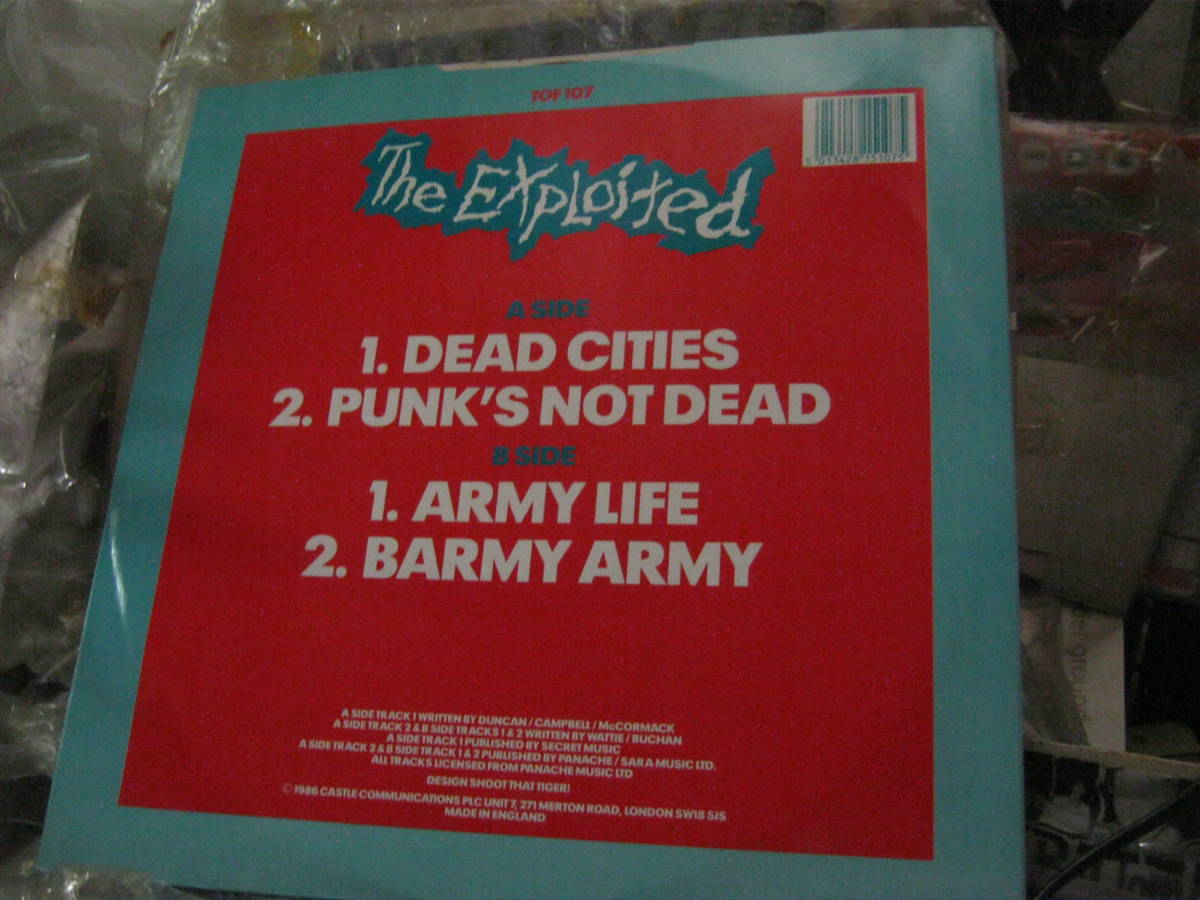 TOF 107
5 013428 151075
The Exploited
A SIDE
1. DEAD CITIES
2. PUNK'S NOT DEAD
B SIDE
1. ARMY LIFE
2. BARMY ARMY
A SIDE TRACK 1 WRITTEN BY DUNCAN / CAMPBELL / McCORMACK
A SIDE TRACK 2 & B SIDE TRACKS 1 & 2 WRITTEN BY WATTIE / BUCHAN
A SIDE TRACK 1 PUBLISHED BY SECRET MUSIC
A SIDE TRACK 2 & B SIDE TRACK 1 & 2 PUBLISHED BY PANACHE / SARA MUSIC LTD.
ALL TRACKS LICENSED FROM PANACHE MUSIC LTD
DESIGN SHOOT THAT TIGER!
© 1986 CASTLE COMMUNICATIONS PLC UNIT 7, 271 MERTON ROAD, LONDON SW18 5JS
MADE IN ENGLAND